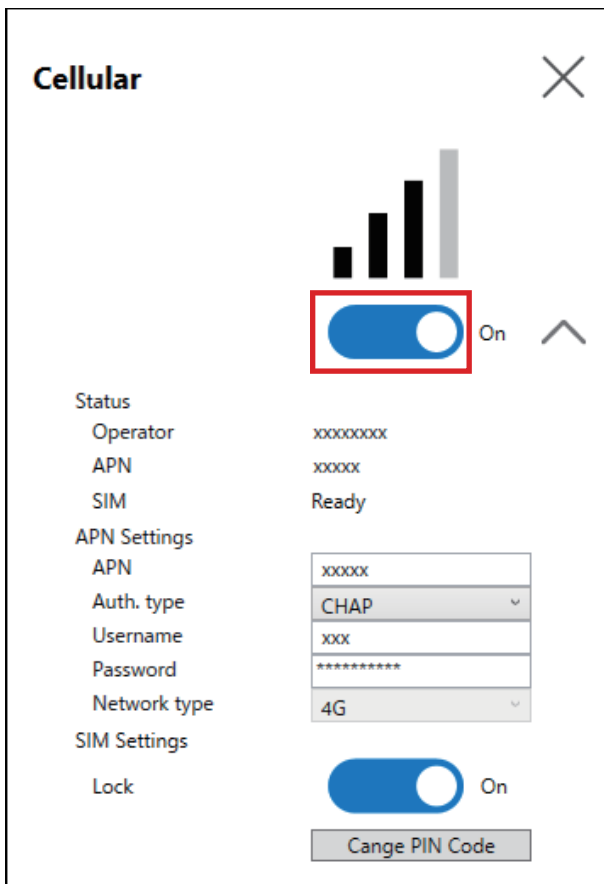 Cellular
On
Status
Operator xxxxxxxx
APN xxxxx
SIM Ready
APN Settings
APN xxxxx
Auth. type CHAP
Username xxx
Password **********
Network type 4G
SIM Settings
Lock On
Cange PIN Code